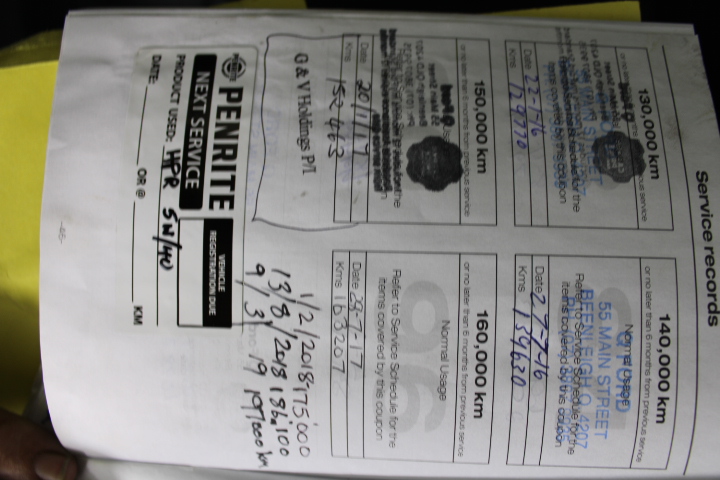 Service records
130,000 km
or no later than 6 months from previous service
Date 22-1-16
Kms
140,000 km
or no later than 6 months from previous service
Normal Usage
Refer to Service Schedule for the
items covered by this coupon
55 MAIN STREET
BEENLEIGH Q. 4207
Date 27-7-16
Kms 139630
150,000 km
or no later than 6 months from previous service
Date 20/1/17
Kms 152463
160,000 km
or no later than 6 months from previous service
Normal Usage
Refer to Service Schedule for the
items covered by this coupon
Date 29-7-17
Kms 163207
G & V Holdings P/L
1/2/2018 175'000
13/8/2018 186'100
9/3/19 197000 km
PENRITE
NEXT SERVICE
VEHICLE
REGISTRATION DUE
PRODUCT USED: HPR 5W/40
DATE: OR @ KM